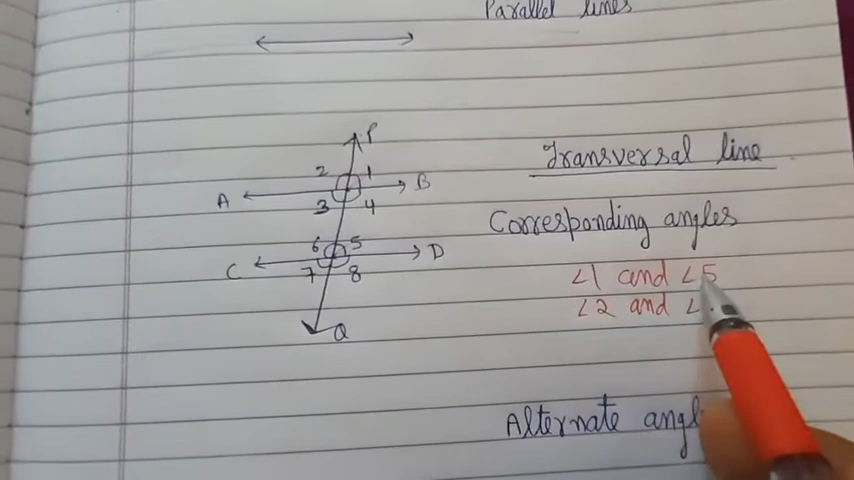 Parallel lines
P
Transversal line
2 1
A B
3 4
Corresponding angles
6 5
C D
7 8
∠1 and ∠5
∠2 and ∠
Q
Alternate